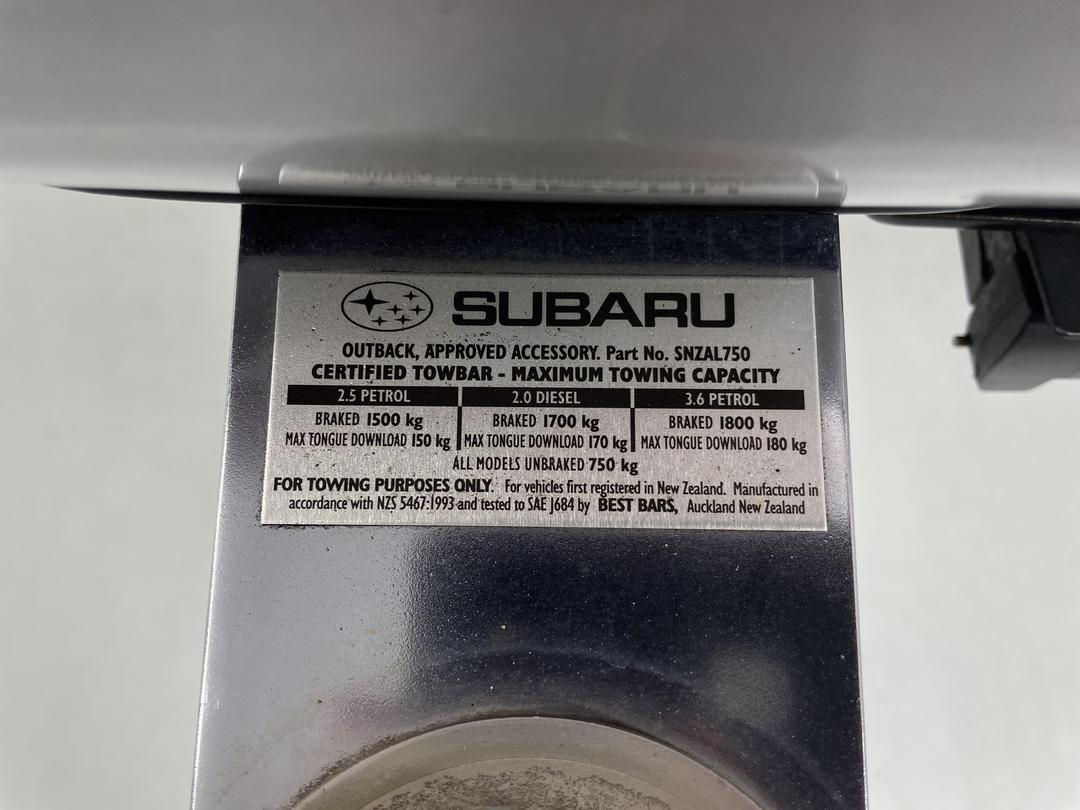 SUBARU
OUTBACK, APPROVED ACCESSORY. Part No. SNZAL750
CERTIFIED TOWBAR - MAXIMUM TOWING CAPACITY
2.5 PETROL 2.0 DIESEL 3.6 PETROL
BRAKED 1500 kg BRAKED 1700 kg BRAKED 1800 kg
MAX TONGUE DOWNLOAD 150 kg MAX TONGUE DOWNLOAD 170 kg MAX TONGUE DOWNLOAD 180 kg
ALL MODELS UNBRAKED 750 kg
FOR TOWING PURPOSES ONLY. For vehicles first registered in New Zealand. Manufactured in
accordance with NZS 5467:1993 and tested to SAE J684 by BEST BARS, Auckland New Zealand